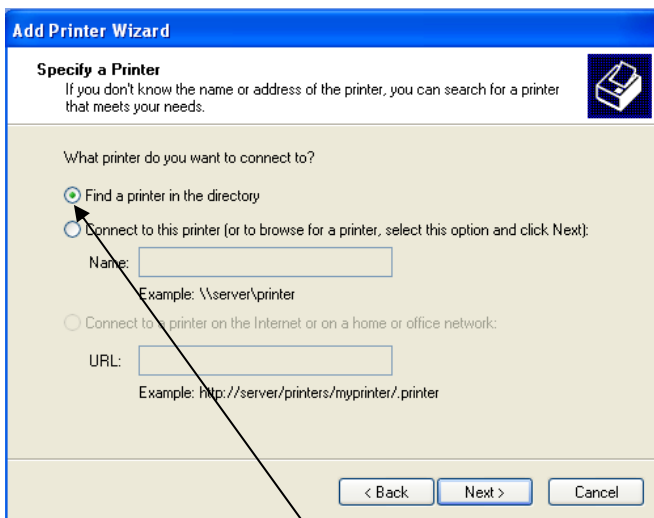 Add Printer Wizard
Specify a Printer
If you don't know the name or address of the printer, you can search for a printer
that meets your needs.
What printer do you want to connect to?
Find a printer in the directory
Connect to this printer (or to browse for a printer, select this option and click Next):
Name:
Example: \\server\printer
Connect to a printer on the Internet or on a home or office network:
URL:
Example: http://server/printers/myprinter/.printer
< Back Next > Cancel